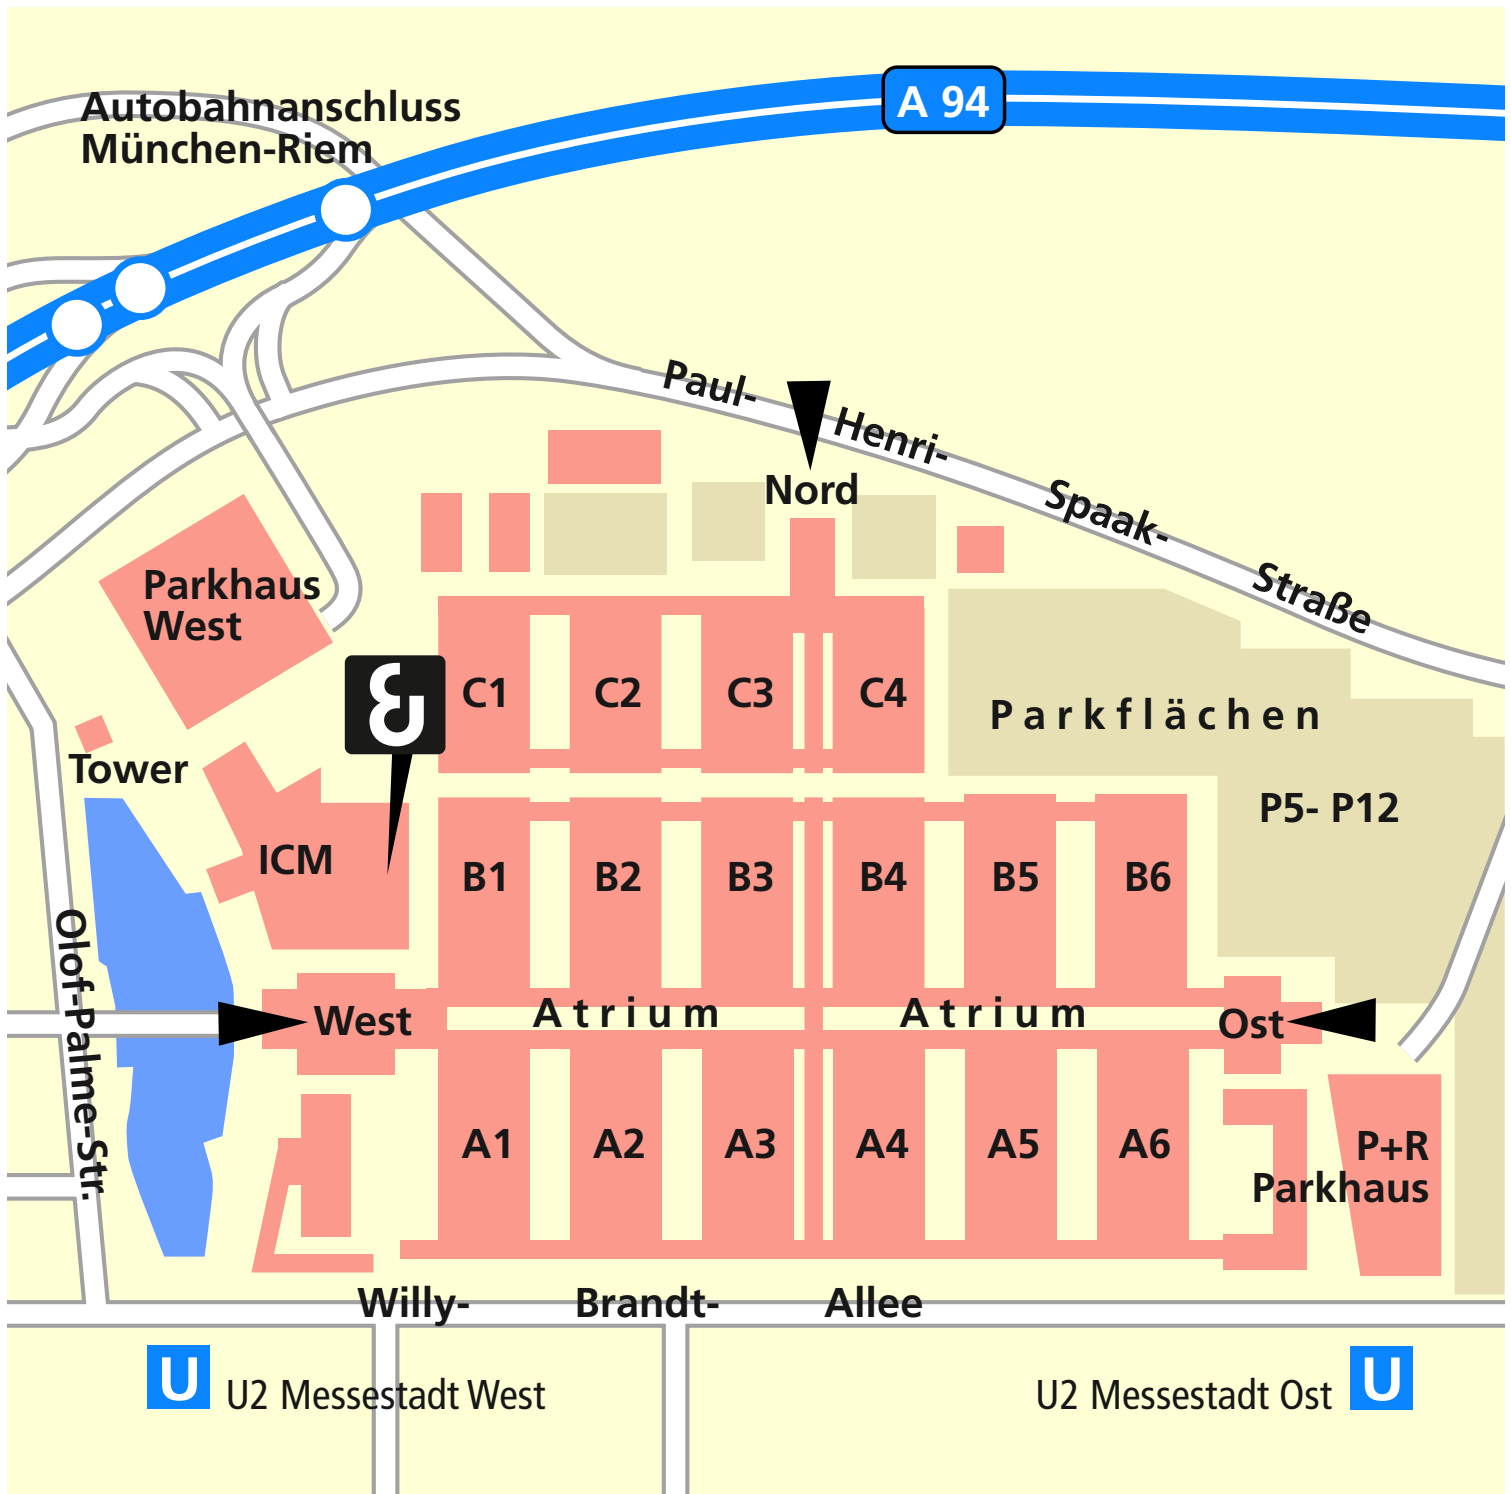 A 94
Autobahnanschluss
München-Riem
Paul-
Henri-
Spaak-
Straße
Nord
Parkhaus
West
C1 C2 C3 C4
Parkflächen
Tower
P5- P12
ICM
B1 B2 B3 B4 B5 B6
Olof-Palme-Str.
West
Atrium Atrium
Ost
A1 A2 A3 A4 A5 A6
P+R
Parkhaus
Willy- Brandt- Allee
U U2 Messestadt West
U2 Messestadt Ost U